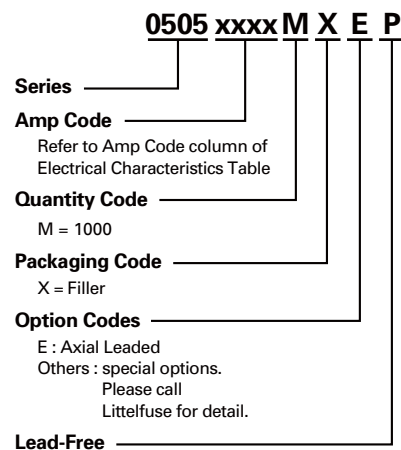 0505 xxxx M X E P
Series
Amp Code
Refer to Amp Code column of
Electrical Characteristics Table
Quantity Code
M = 1000
Packaging Code
X = Filler
Option Codes
E : Axial Leaded
Others : special options.
Please call
Littelfuse for detail.
Lead-Free